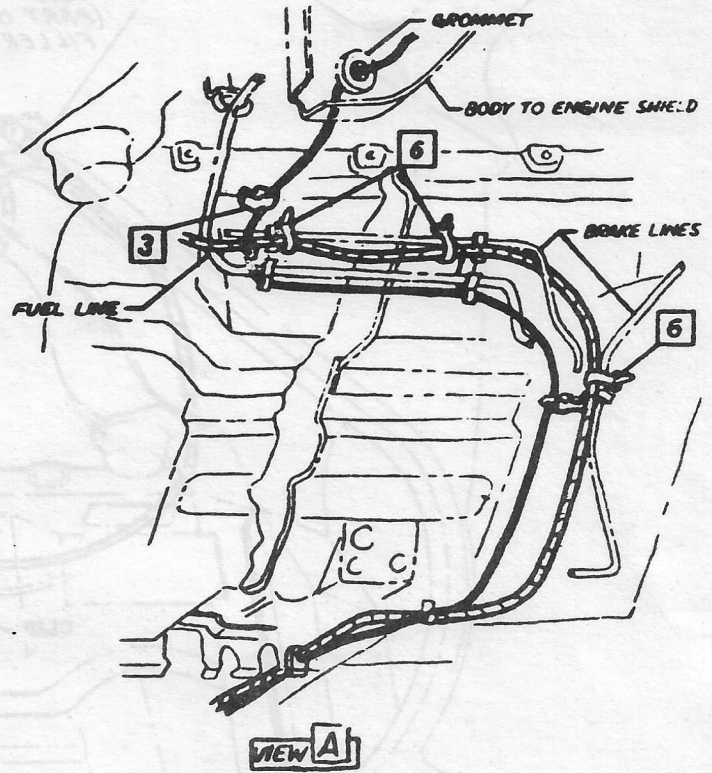 GROMMET
BODY TO ENGINE SHIELD
6
3
BRAKE LINES
FUEL LINE
6
VIEW A